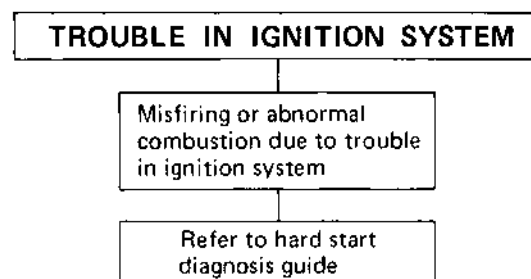 TROUBLE IN IGNITION SYSTEM
Misfiring or abnormal
combustion due to trouble
in ignition system
Refer to hard start
diagnosis guide